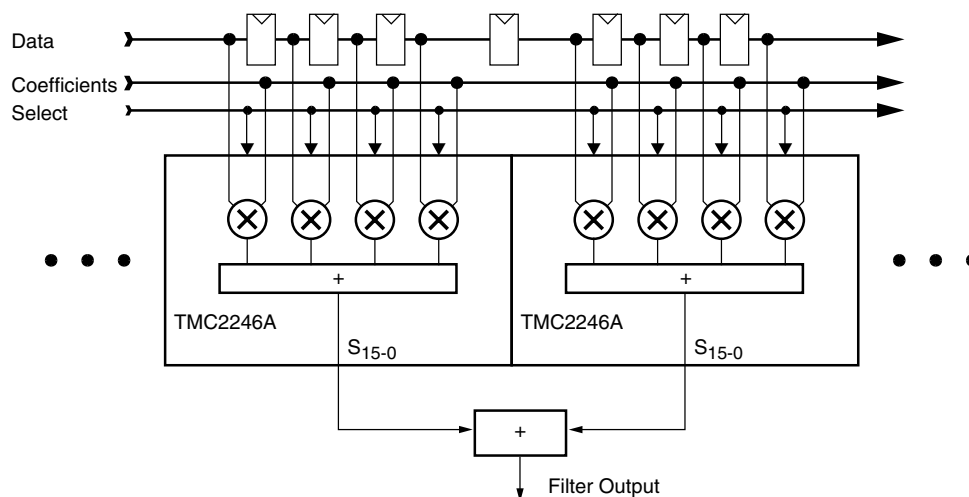 Data
Coefficients
Select
+
+
TMC2246A
TMC2246A
S15-0
S15-0
+
Filter Output